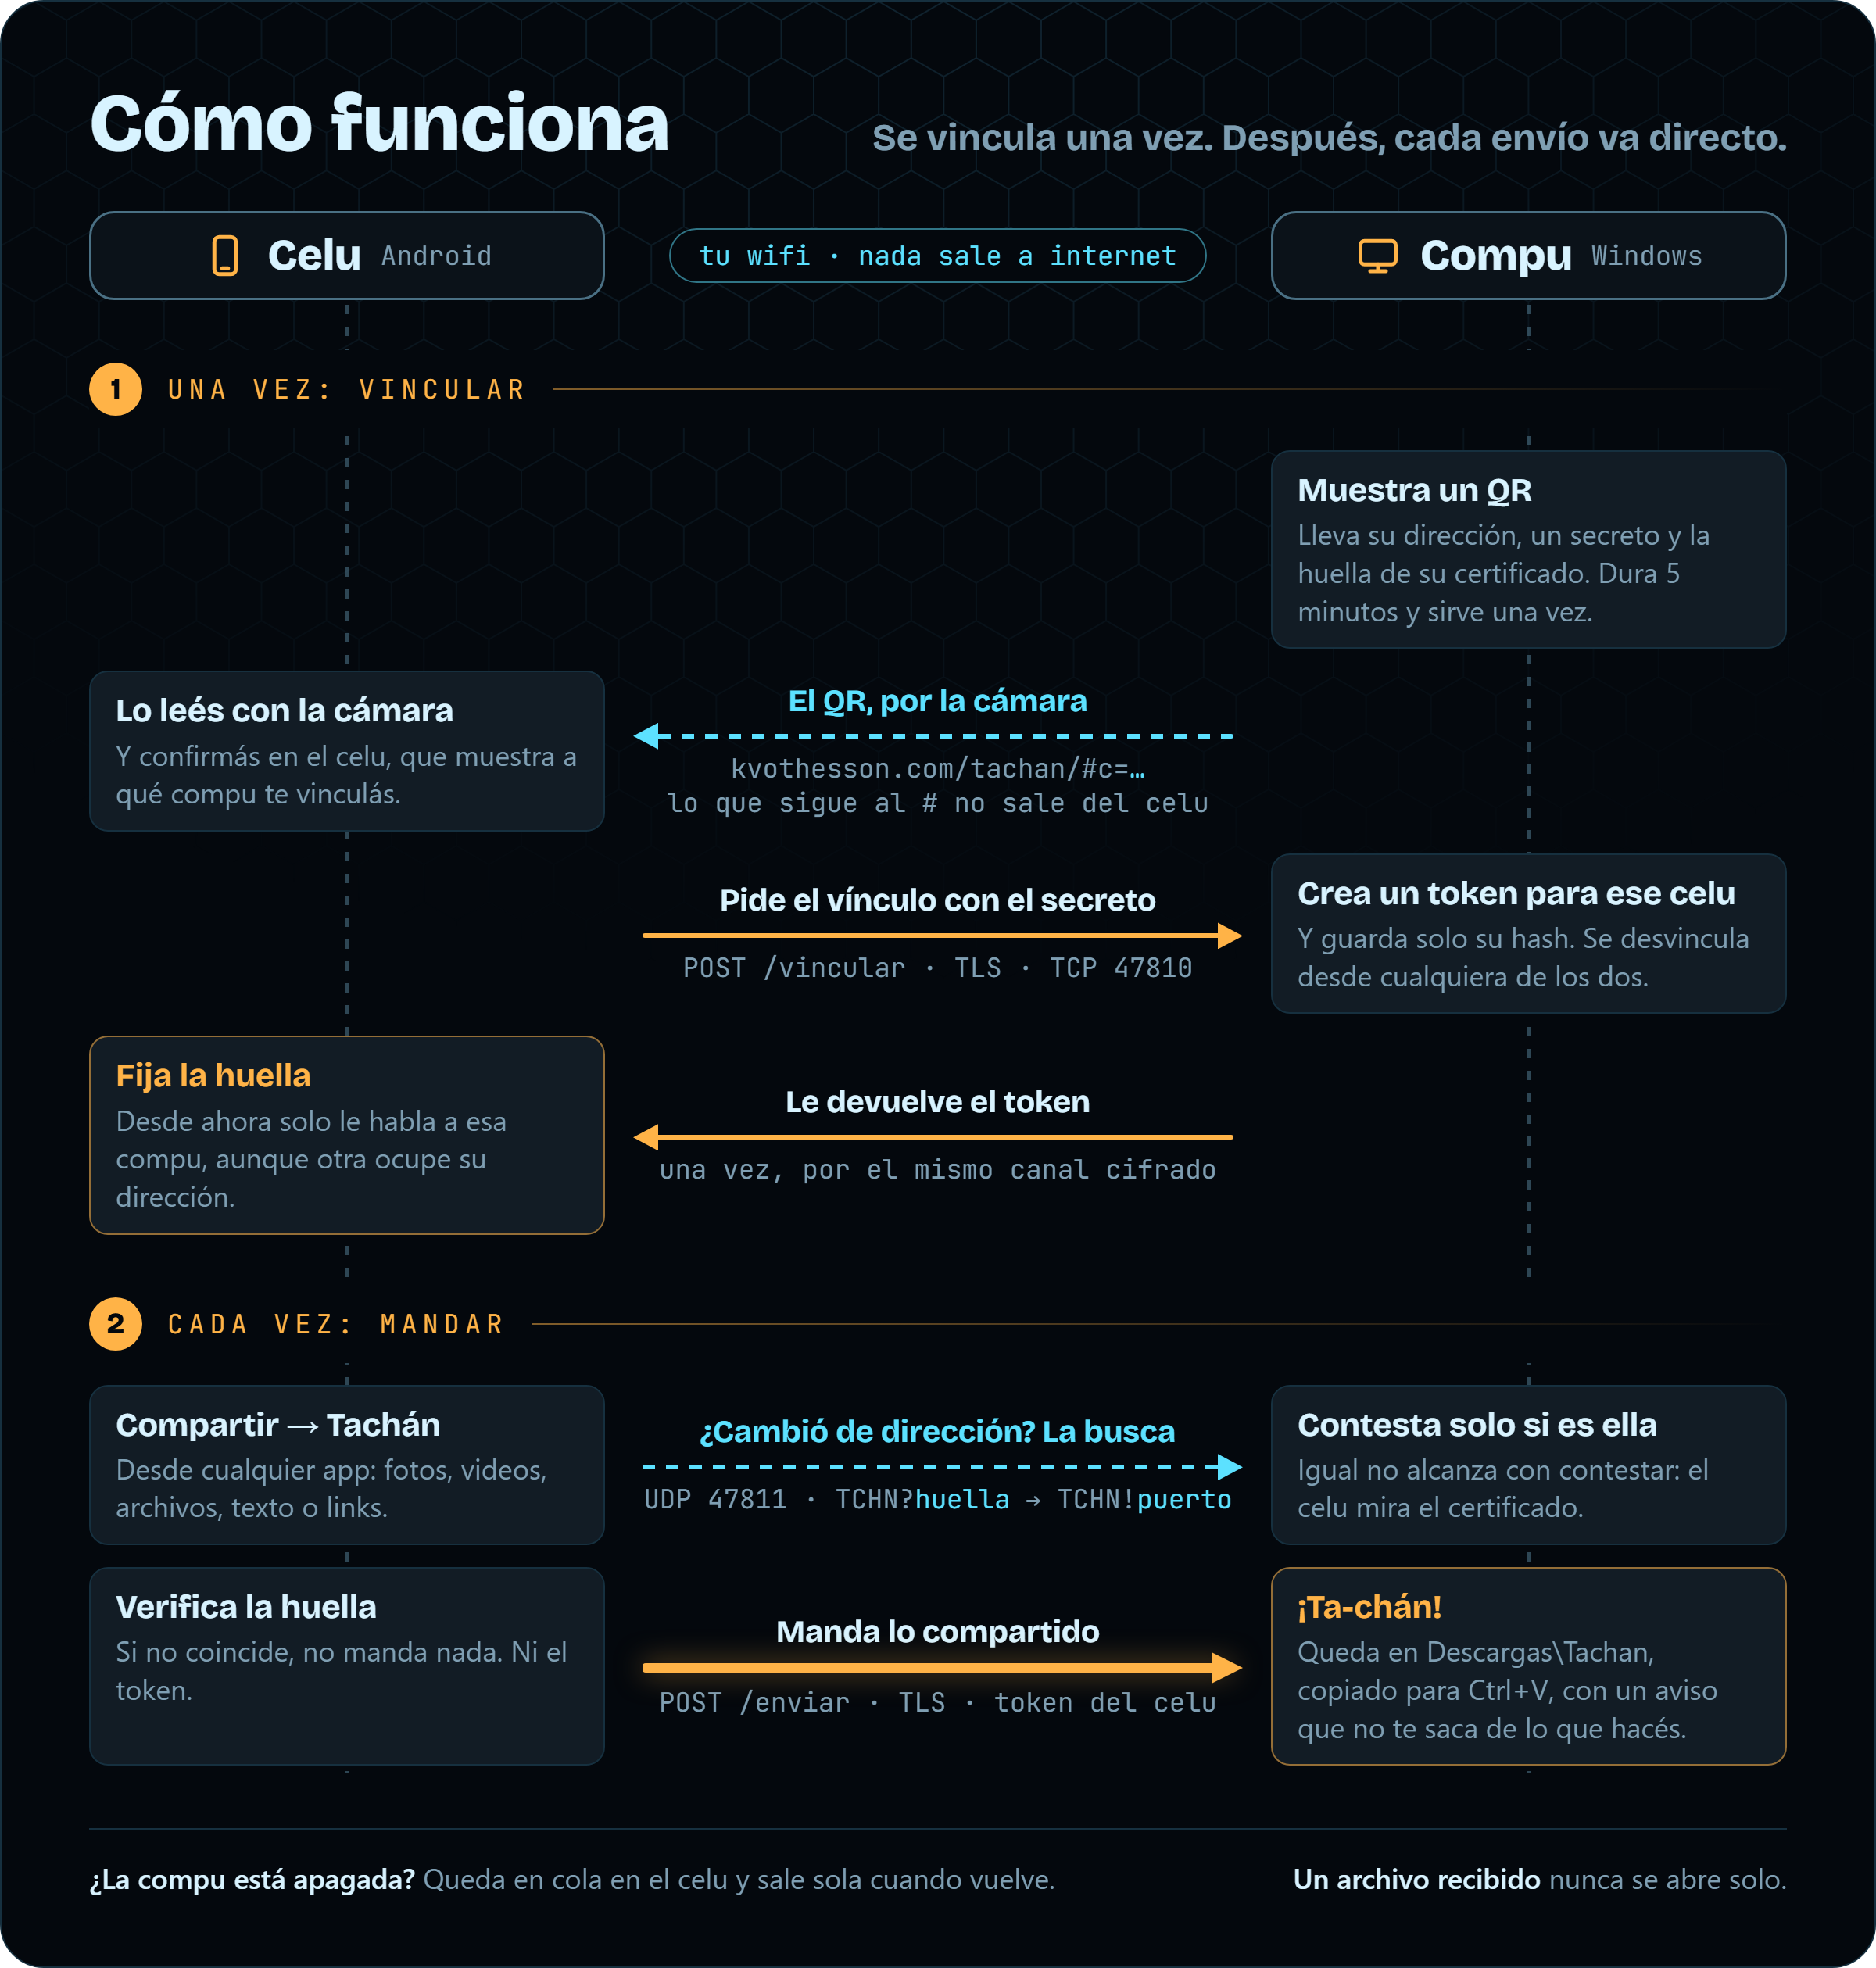 Cómo funciona
Se vincula una vez. Después, cada envío va directo.
Celu Android
tu wifi · nada sale a internet
Compu Windows
1 UNA VEZ: VINCULAR
Muestra un QR
Lleva su dirección, un secreto y la
huella de su certificado. Dura 5
minutos y sirve una vez.
Lo leés con la cámara
Y confirmás en el celu, que muestra a
qué compu te vinculás.
El QR, por la cámara
kvothesson.com/tachan/#c=…
lo que sigue al # no sale del celu
Pide el vínculo con el secreto
POST /vincular · TLS · TCP 47810
Crea un token para ese celu
Y guarda solo su hash. Se desvincula
desde cualquiera de los dos.
Fija la huella
Desde ahora solo le habla a esa
compu, aunque otra ocupe su
dirección.
Le devuelve el token
una vez, por el mismo canal cifrado
2 CADA VEZ: MANDAR
Compartir → Tachán
Desde cualquier app: fotos, videos,
archivos, texto o links.
¿Cambió de dirección? La busca
UDP 47811 · TCHN?huella → TCHN!puerto
Contesta solo si es ella
Igual no alcanza con contestar: el
celu mira el certificado.
Verifica la huella
Si no coincide, no manda nada. Ni el
token.
Manda lo compartido
POST /enviar · TLS · token del celu
¡Ta-chán!
Queda en Descargas\Tachan,
copiado para Ctrl+V, con un aviso
que no te saca de lo que hacés.
¿La compu está apagada? Queda en cola en el celu y sale sola cuando vuelve.
Un archivo recibido nunca se abre solo.